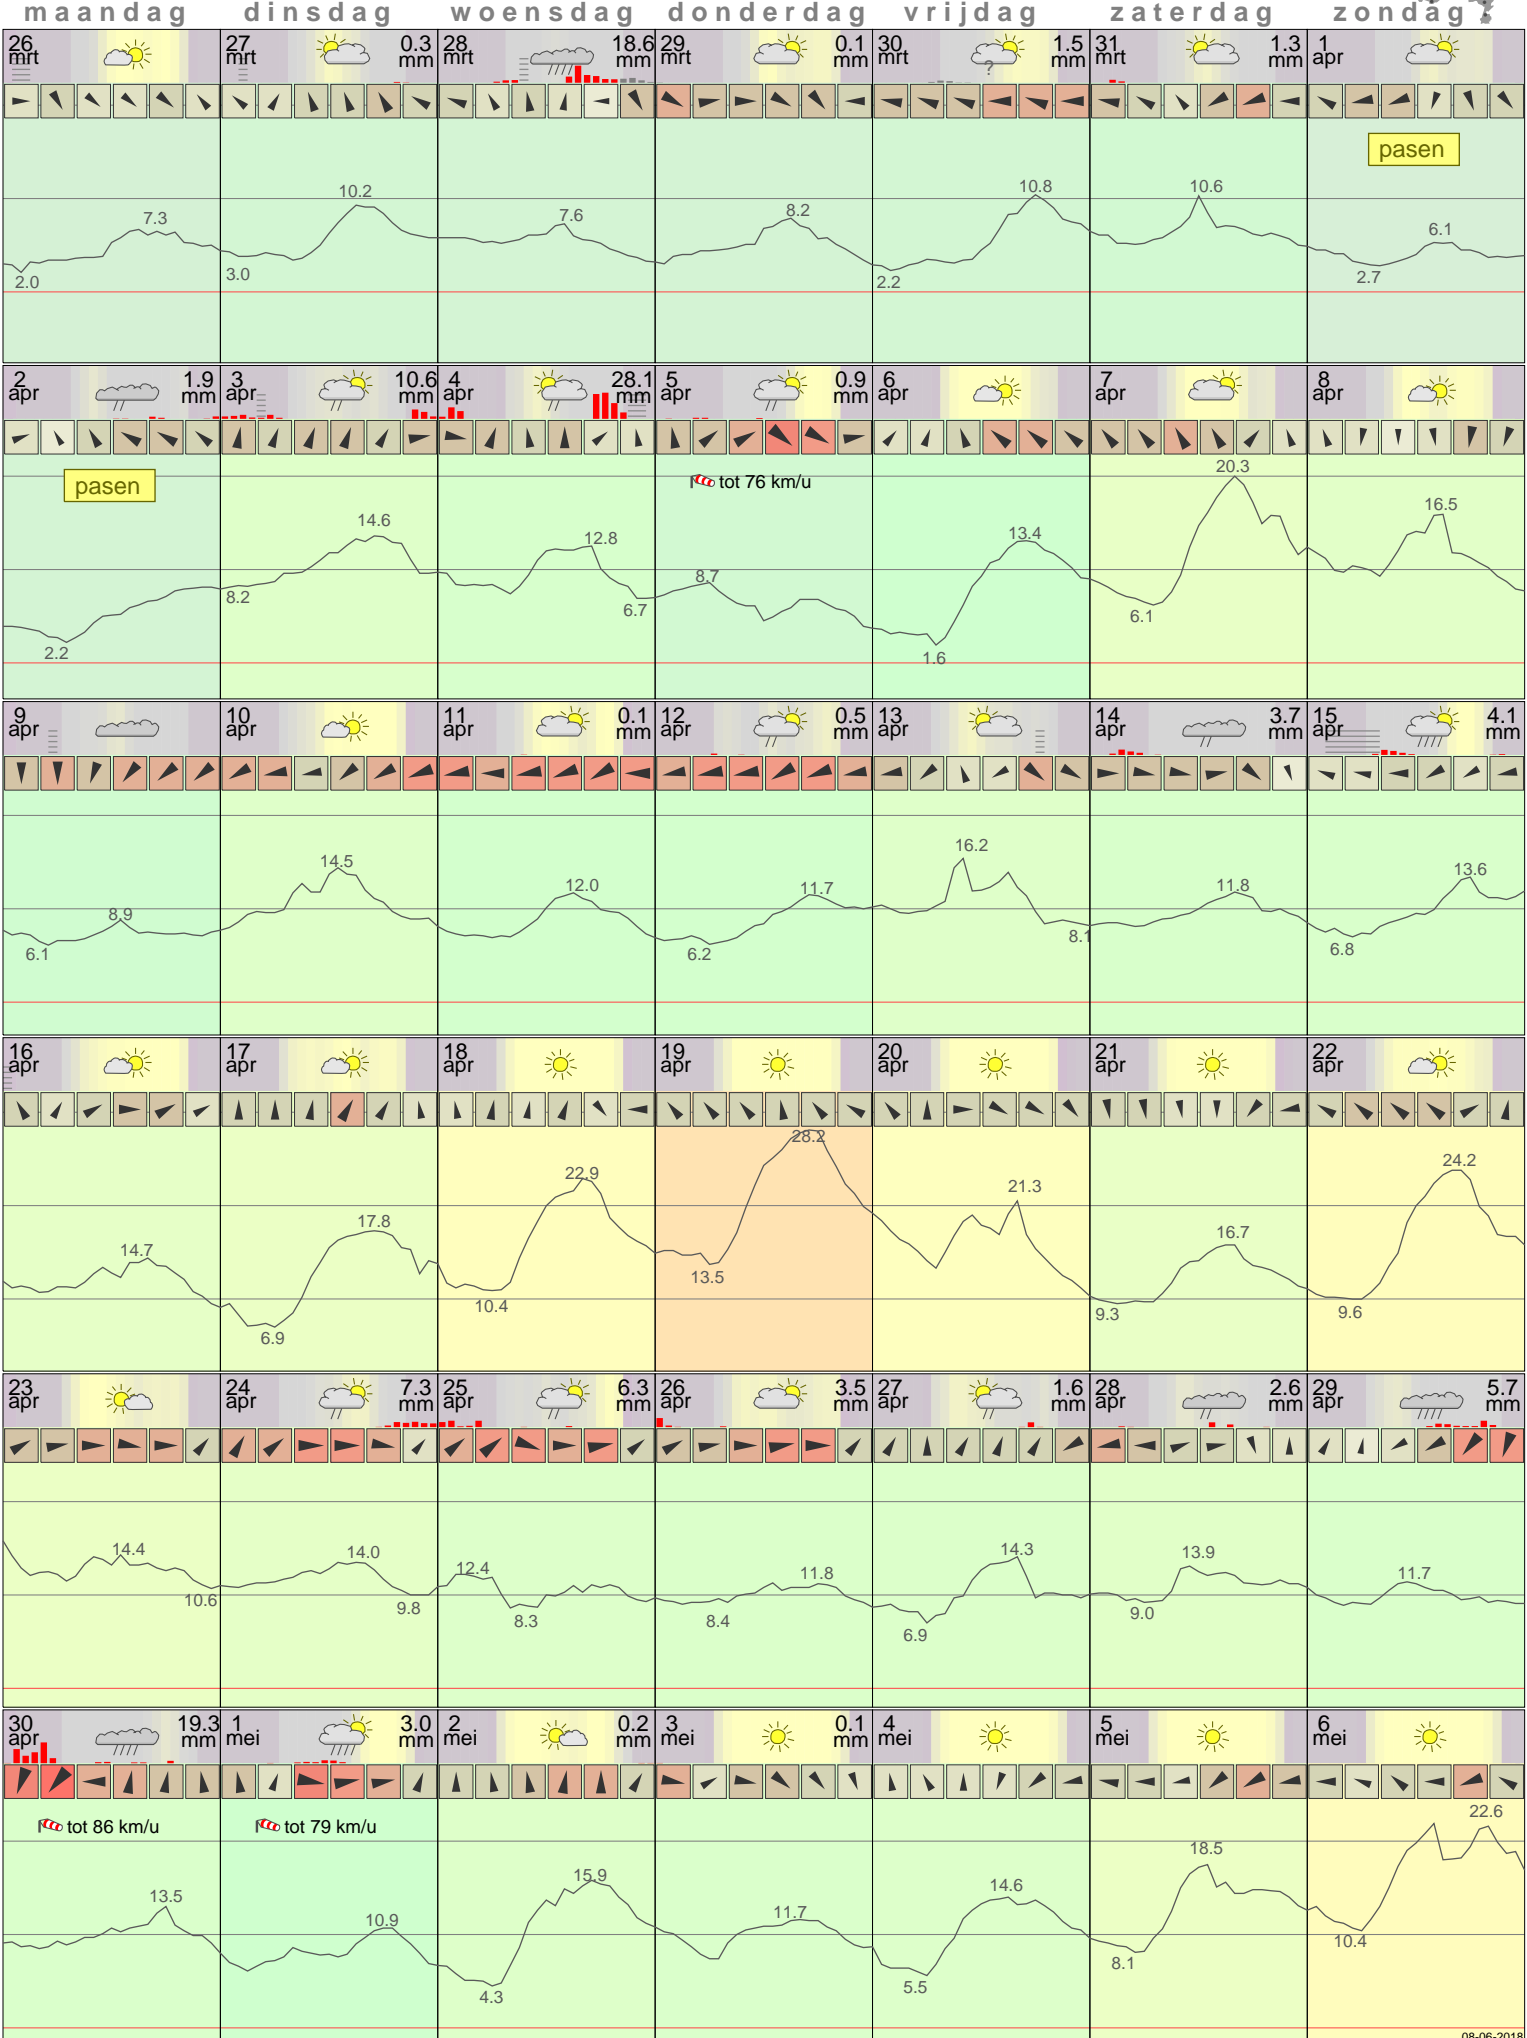 maandag dinsdag woensdag donderdag vrijdag zaterdag zondag
26 27 0.3 28 18.6 29 0.1 30 1.5 31 1.3 1
mrt mrt mm mrt mm mrt mm mrt mm mrt mm apr
?
pasen
7.3 10.2 7.6 8.2 10.8 10.6 6.1
2.0 3.0 2.2 2.7
2 1.9 3 10.6 4 28.1 5 0.9 6 7 8
apr mm apr mm apr mm apr mm apr apr apr
pasen tot 76 km/u
14.6 12.8 8.7 13.4 20.3 16.5
2.2 8.2 6.7 1.6 6.1
9 10 11 0.1 12 0.5 13 14 3.7 15 4.1
apr apr apr mm apr mm apr apr mm apr mm
8.9 14.5 12.0 11.7 16.2 11.8 13.6
6.1 6.2 8.1 6.8
16 17 18 19 20 21 22
apr apr apr apr apr apr apr
14.7 17.8 22.9 28.2 21.3 16.7 24.2
6.9 10.4 13.5 9.3 9.6
23 24 7.3 25 6.3 26 3.5 27 1.6 28 2.6 29 5.7
apr apr mm apr mm apr mm apr mm apr mm apr mm
14.4 14.0 12.4 11.8 14.3 13.9 11.7
10.6 9.8 8.3 8.4 6.9 9.0
30 19.3 1 3.0 2 0.2 3 0.1 4 5 6
apr mm mei mm mei mm mei mm mei mei mei
tot 86 km/u tot 79 km/u
13.5 10.9 15.9 11.7 14.6 18.5 22.6
4.3 5.5 8.1 10.4
08-06-2018